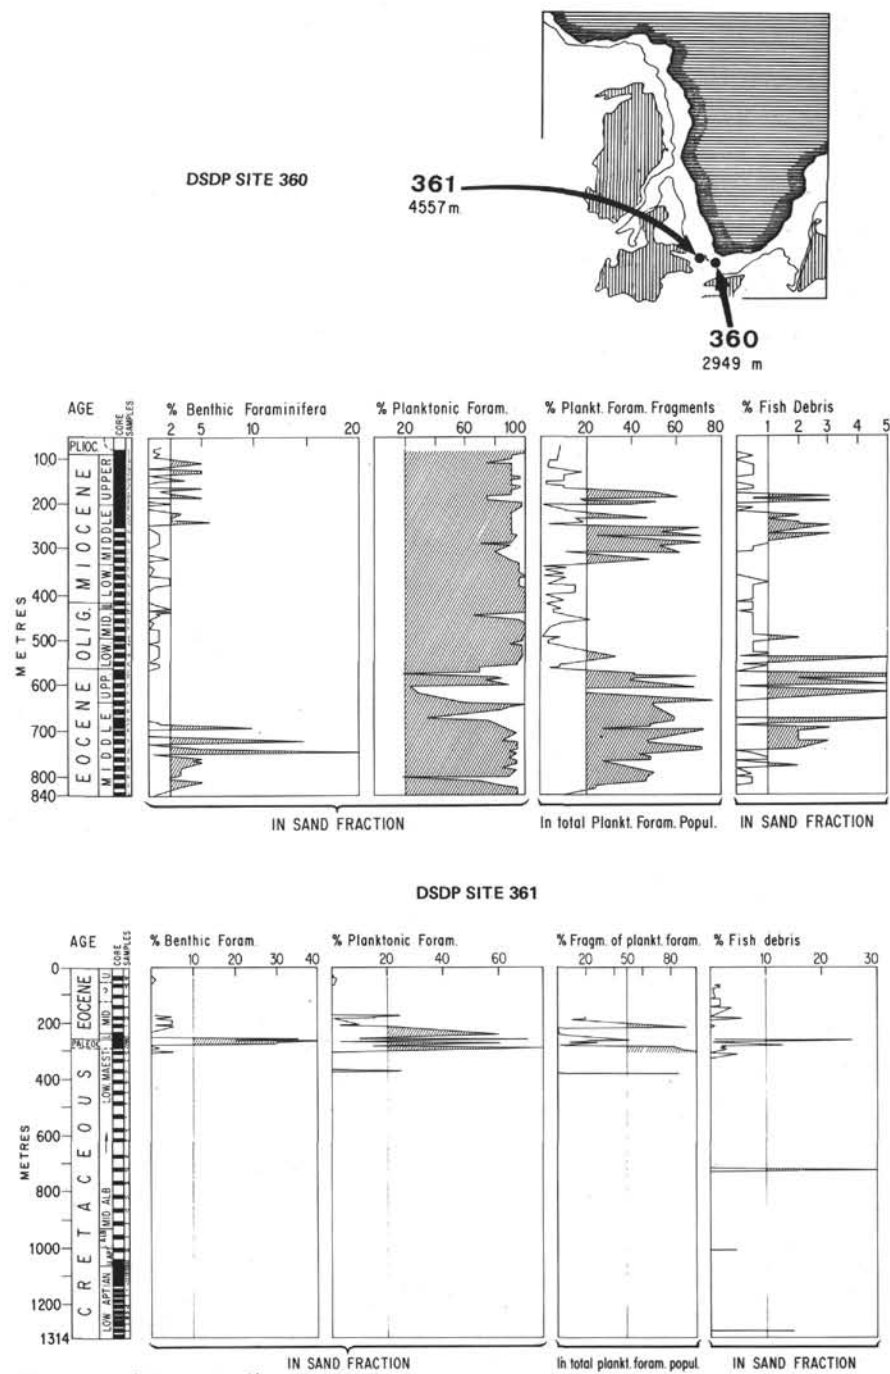 DSDP SITE 360
361
4557 m
360
2949 m
AGE
CORE
SAMPLES
% Benthic Foraminifera
% Planktonic Foram.
% Plankt. Foram. Fragments
% Fish Debris
2 5 10 20
20 60 100
20 40 60 80
1 2 3 4 5
METRES
100
200
300
400
500
600
700
800
840
PLIOC.
MIOCENE
UPPER
MIDDLE
LOW
OLIG.
MID.
LOW
EOCENE
UPP
MIDDLE
IN SAND FRACTION
In total Plankt. Foram. Popul.
IN SAND FRACTION
DSDP SITE 361
AGE
CORE
SAMPLES
% Benthic Foram.
% Planktonic Foram.
% Fragm. of plankt. foram.
% Fish debris
10 20 30 40
20 40 60
20 50 80
10 20 30
METRES
0
200
400
600
800
1000
1200
1314
EOCENE
U
?
MID.
L
PALEOC
CRETACEOUS
LOW MAEST.
MID ALB
LOW APTIAN
IN SAND FRACTION
In total plankt. foram. popul.
IN SAND FRACTION